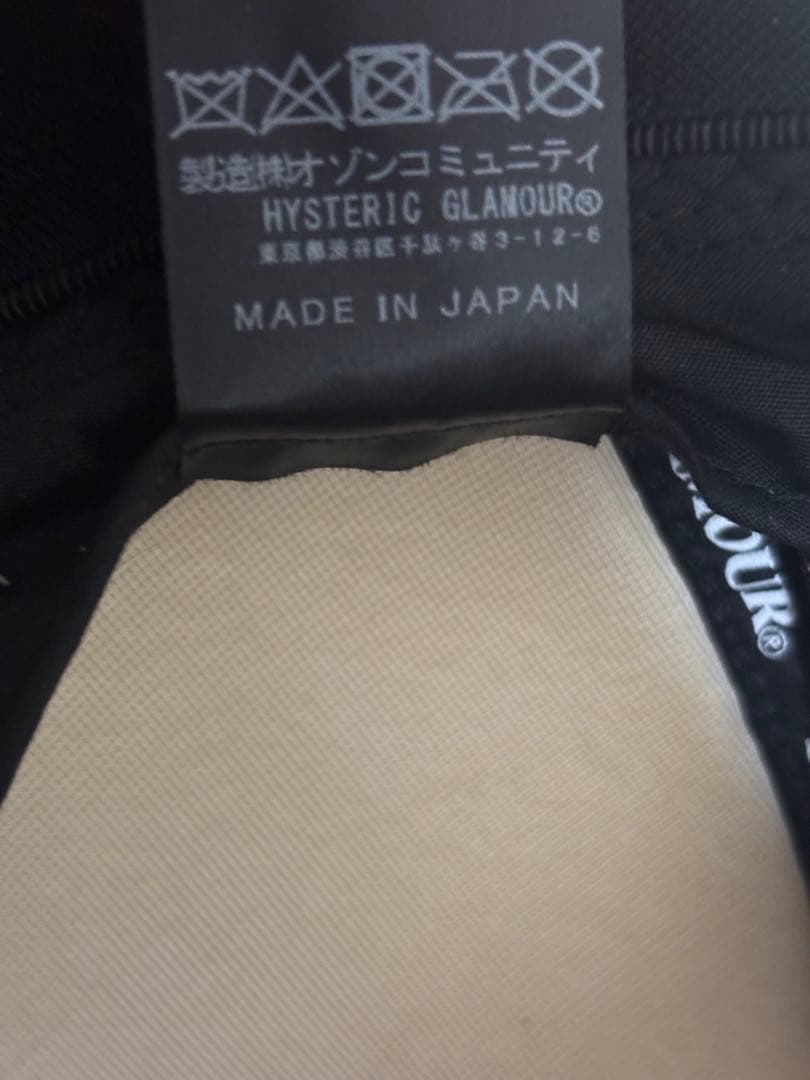 製造㈱オゾンコミュニティ
HYSTERIC GLAMOUR®
東京都渋谷区千駄ヶ谷3-12-6
MADE IN JAPAN
MOUR®